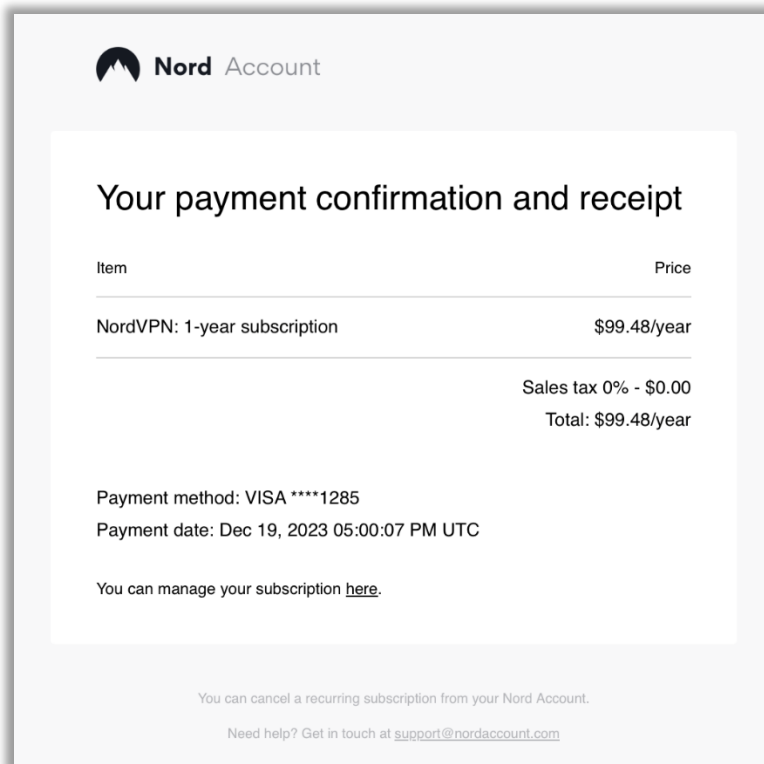 Nord Account
Your payment confirmation and receipt
Item Price
NordVPN: 1-year subscription $99.48/year
Sales tax 0% - $0.00
Total: $99.48/year
Payment method: VISA ****1285
Payment date: Dec 19, 2023 05:00:07 PM UTC
You can manage your subscription here.
You can cancel a recurring subscription from your Nord Account.
Need help? Get in touch at support@nordaccount.com